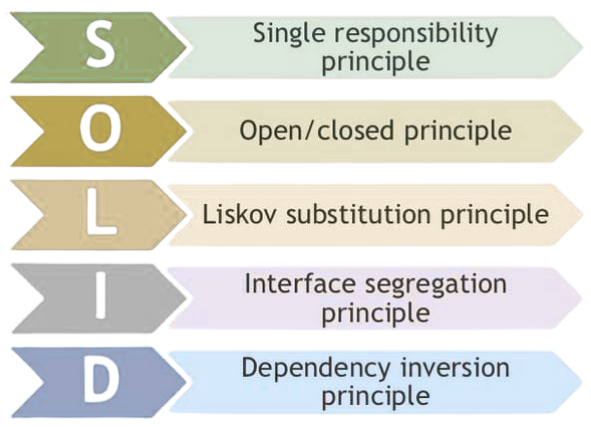 S
Single responsibility
principle
O
Open/closed principle
L
Liskov substitution principle
I
Interface segregation
principle
D
Dependency inversion
principle